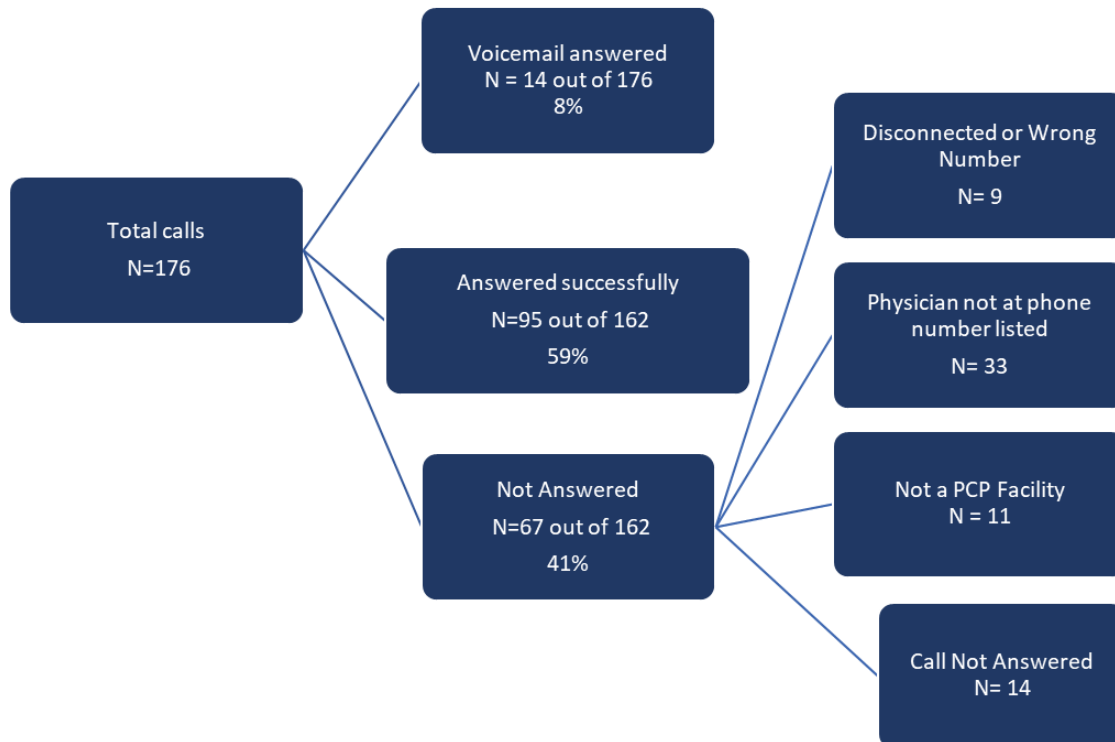 Total calls
N=176
Voicemail answered
N = 14 out of 176
8%
Answered successfully
N=95 out of 162
59%
Not Answered
N=67 out of 162
41%
Disconnected or Wrong
Number
N= 9
Physician not at phone
number listed
N= 33
Not a PCP Facility
N = 11
Call Not Answered
N= 14